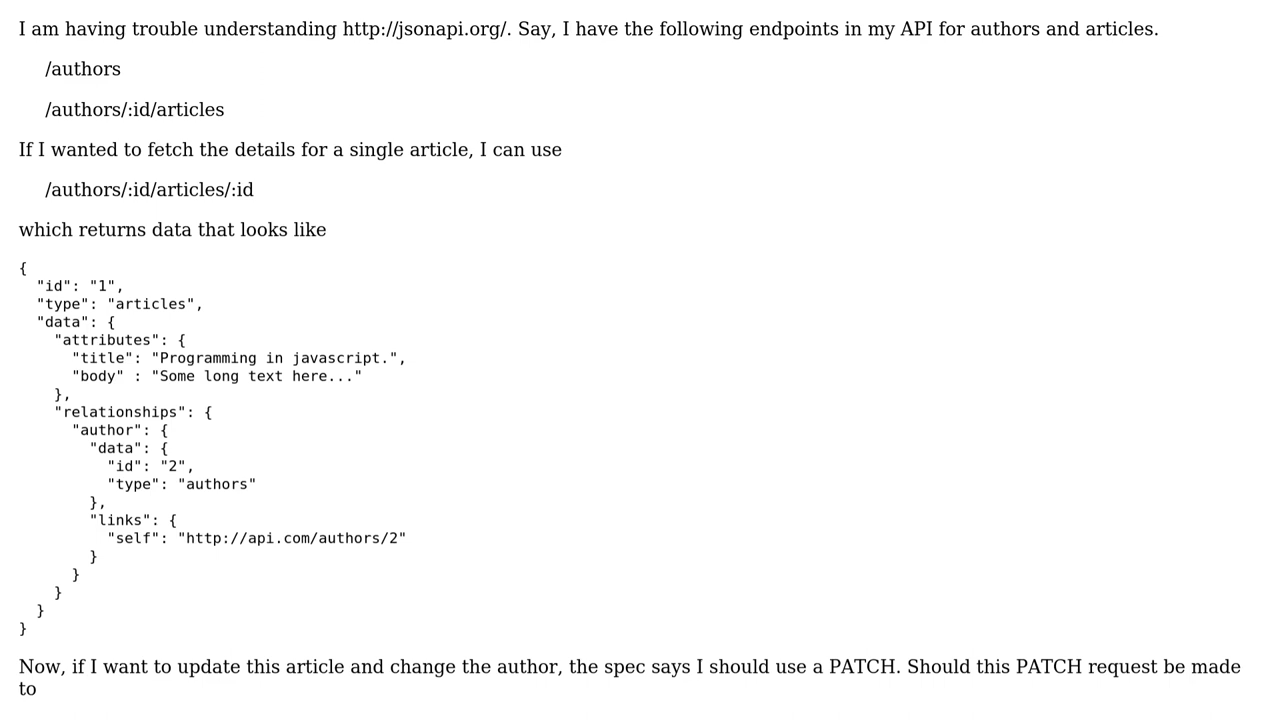 I am having trouble understanding http://jsonapi.org/. Say, I have the following endpoints in my API for authors and articles.
/authors
/authors/:id/articles
If I wanted to fetch the details for a single article, I can use
/authors/:id/articles/:id
which returns data that looks like
{
  "id": "1",
  "type": "articles",
  "data": {
    "attributes": {
      "title": "Programming in javascript.",
      "body" : "Some long text here..."
    },
    "relationships": {
      "author": {
        "data": {
          "id": "2",
          "type": "authors"
        },
        "links": {
          "self": "http://api.com/authors/2"
        }
      }
    }
  }
}
Now, if I want to update this article and change the author, the spec says I should use a PATCH. Should this PATCH request be made
to